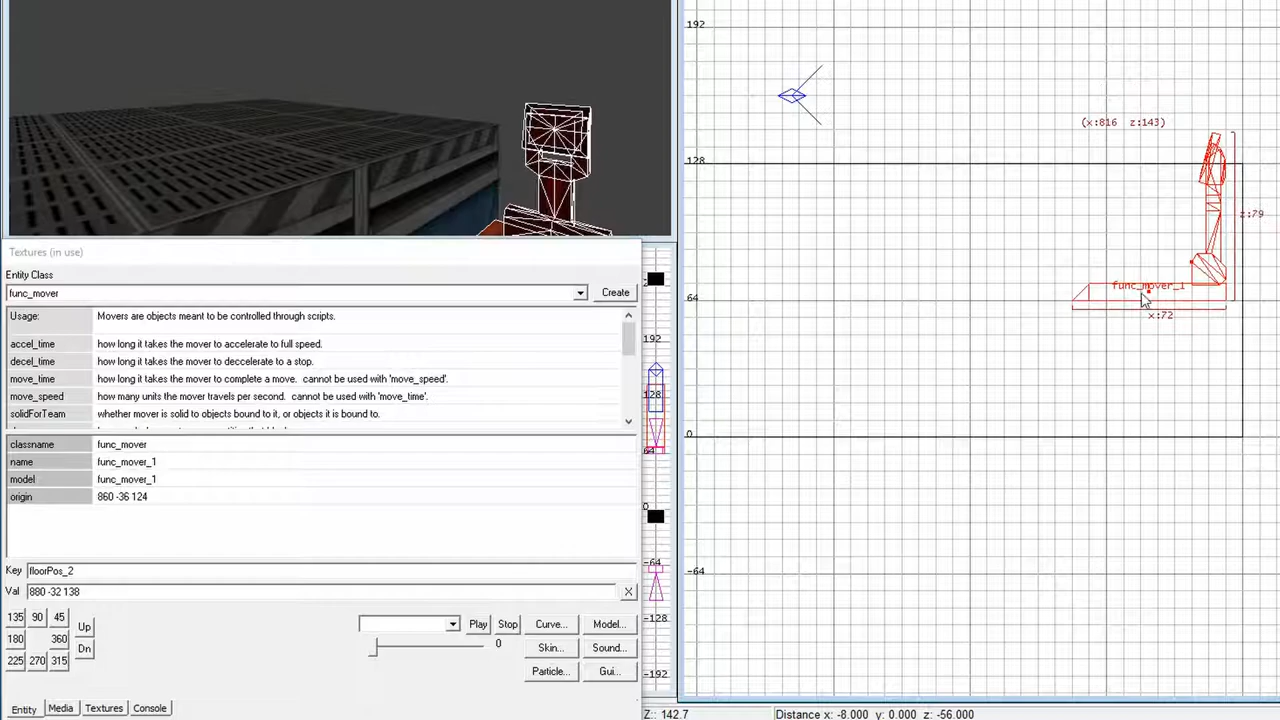 Textures (in use)
Entity Class
func_mover
Create
Usage: Movers are objects meant to be controlled through scripts.
accel_time how long it takes the mover to accelerate to full speed.
decel_time how long it takes the mover to deccelerate to a stop.
move_time how long it takes the mover to complete a move. cannot be used with 'move_speed'.
move_speed how many units the mover travels per second. cannot be used with 'move_time'.
solidForTeam whether mover is solid to objects bound to it, or objects it is bound to.
classname func_mover
name func_mover_1
model func_mover_1
origin 860 -36 124
Key floorPos_2
Val 880 -32 138 X
135 90 45 Up
180 360
225 270 315 Dn
Play Stop Curve... Model...
0 Skin... Sound...
Particle... Gui...
Entity Media Textures Console
192
128
64
0
-64
-128
-192
192
128
64
0
-64
(x:816 z:143)
z:79
func_mover_1
x:72
Z:: 142.7 Distance x: -8.000 y: 0.000 z: -56.000